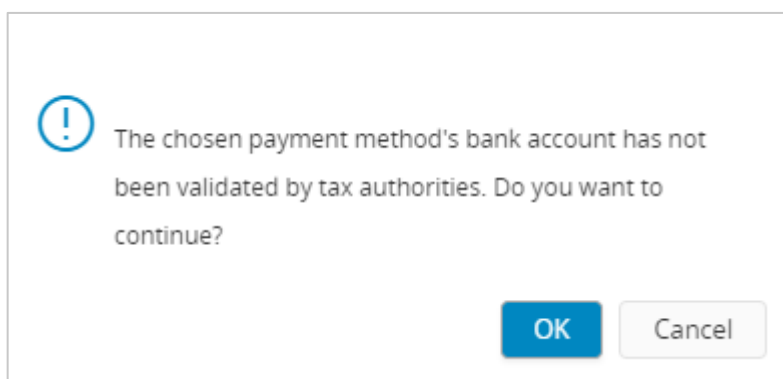 The chosen payment method's bank account has not
been validated by tax authorities. Do you want to
continue?
OK
Cancel